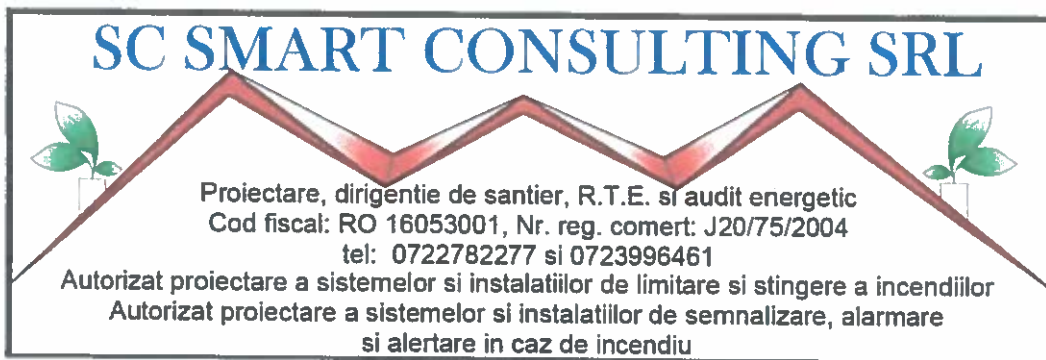 SC SMART CONSULTING SRL
Proiectare, dirigentie de santier, R.T.E. si audit energetic
Cod fiscal: RO 16053001, Nr. reg. comert: J20/75/2004
tel: 0722782277 si 0723996461
Autorizat proiectare a sistemelor si instalatiilor de limitare si stingere a incendiilor
Autorizat proiectare a sistemelor si instalatiilor de semnalizare, alarmare
si alertare in caz de incendiu